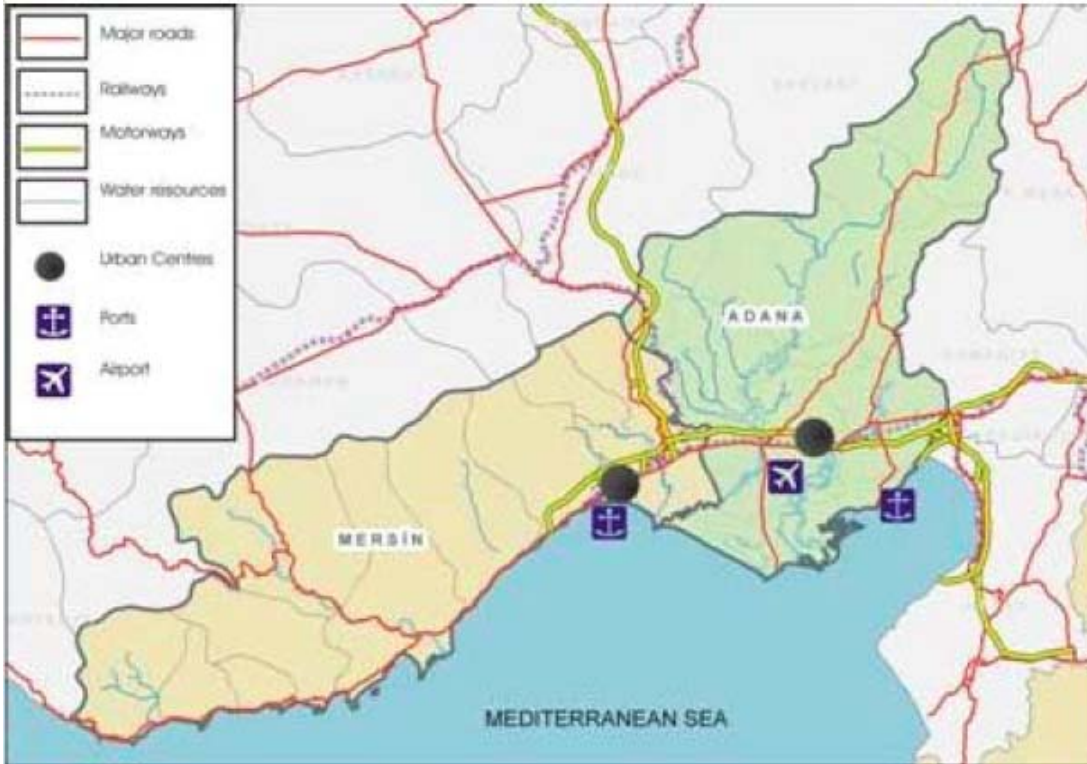 Major roads
Railways
Motorways
Water resources
Urban Centres
Ports
Airport
ADANA
MERSİN
MEDITERRANEAN SEA